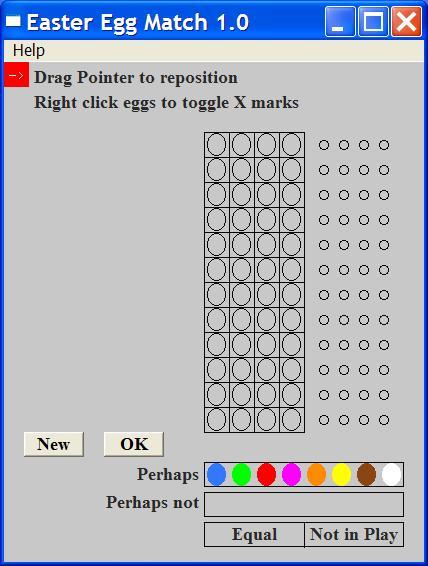 Easter Egg Match 1.0
Help
-> Drag Pointer to reposition
Right click eggs to toggle X marks
New OK
Perhaps
Perhaps not
Equal Not in Play